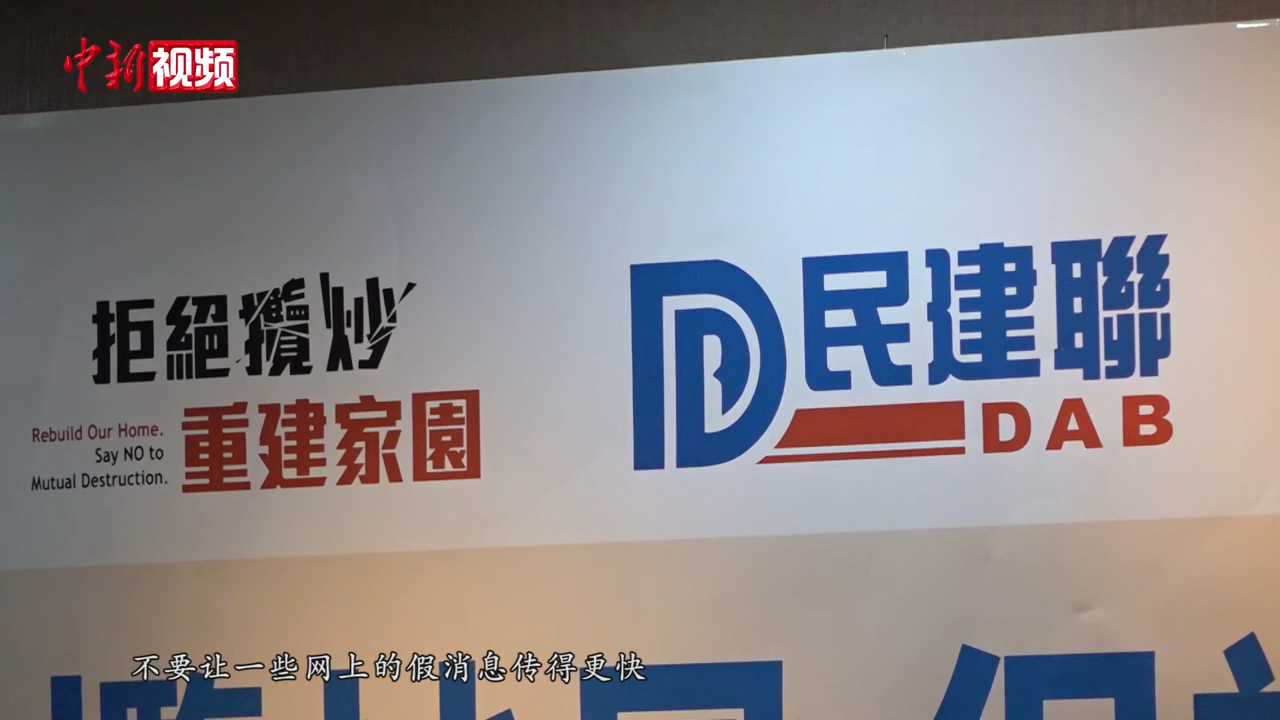 中新视频
拒絕攬炒
Rebuild Our Home.
Say NO to
Mutual Destruction.
重建家園
民建聯
DAB
不要让一些网上的假消息传得更快